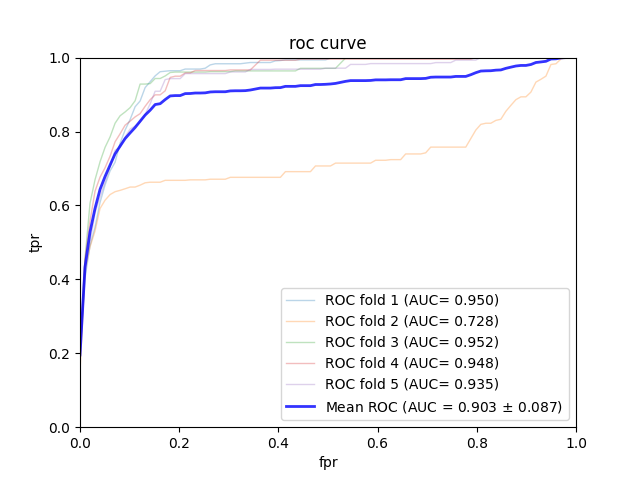 roc curve
1.0
0.8
0.6
0.4
0.2
0.0
tpr
ROC fold 1 (AUC= 0.950)
ROC fold 2 (AUC= 0.728)
ROC fold 3 (AUC= 0.952)
ROC fold 4 (AUC= 0.948)
ROC fold 5 (AUC= 0.935)
Mean ROC (AUC = 0.903 ± 0.087)
0.0 0.2 0.4 0.6 0.8 1.0
fpr